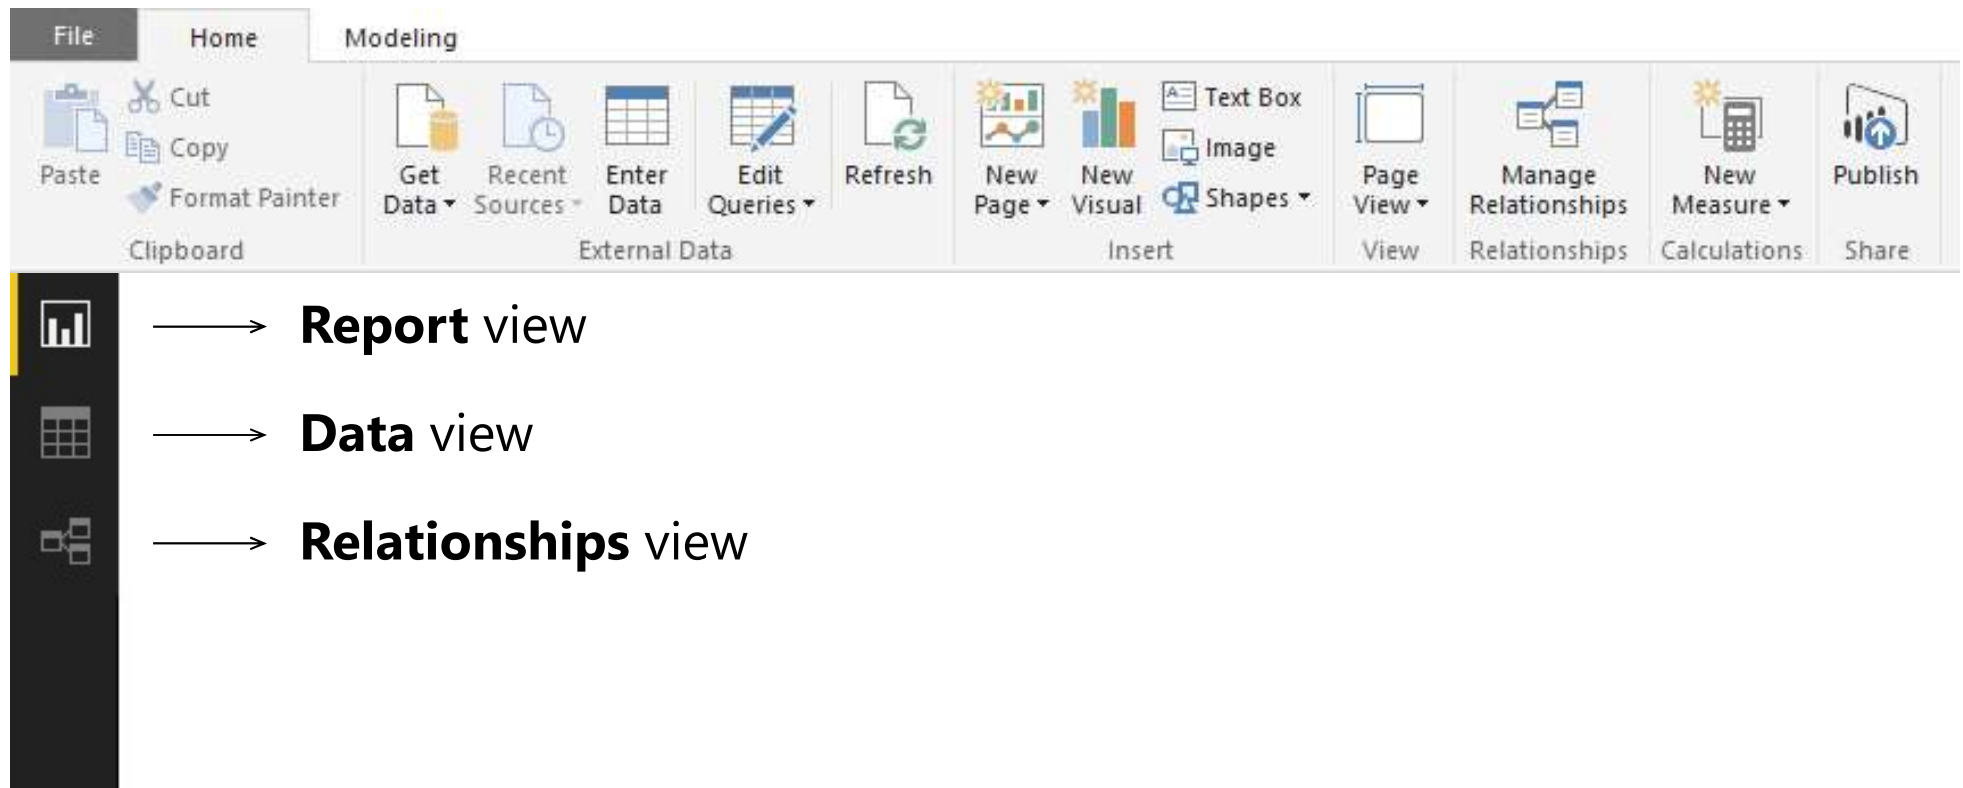 File Home Modeling
Paste
Cut
Copy
Format Painter
Clipboard
Get
Data
Recent
Sources
Enter
Data
Edit
Queries
Refresh
External Data
New
Page
New
Visual
Text Box
Image
Shapes
Insert
Page
View
View
Manage
Relationships
Relationships
New
Measure
Calculations
Publish
Share
Report view
Data view
Relationships view